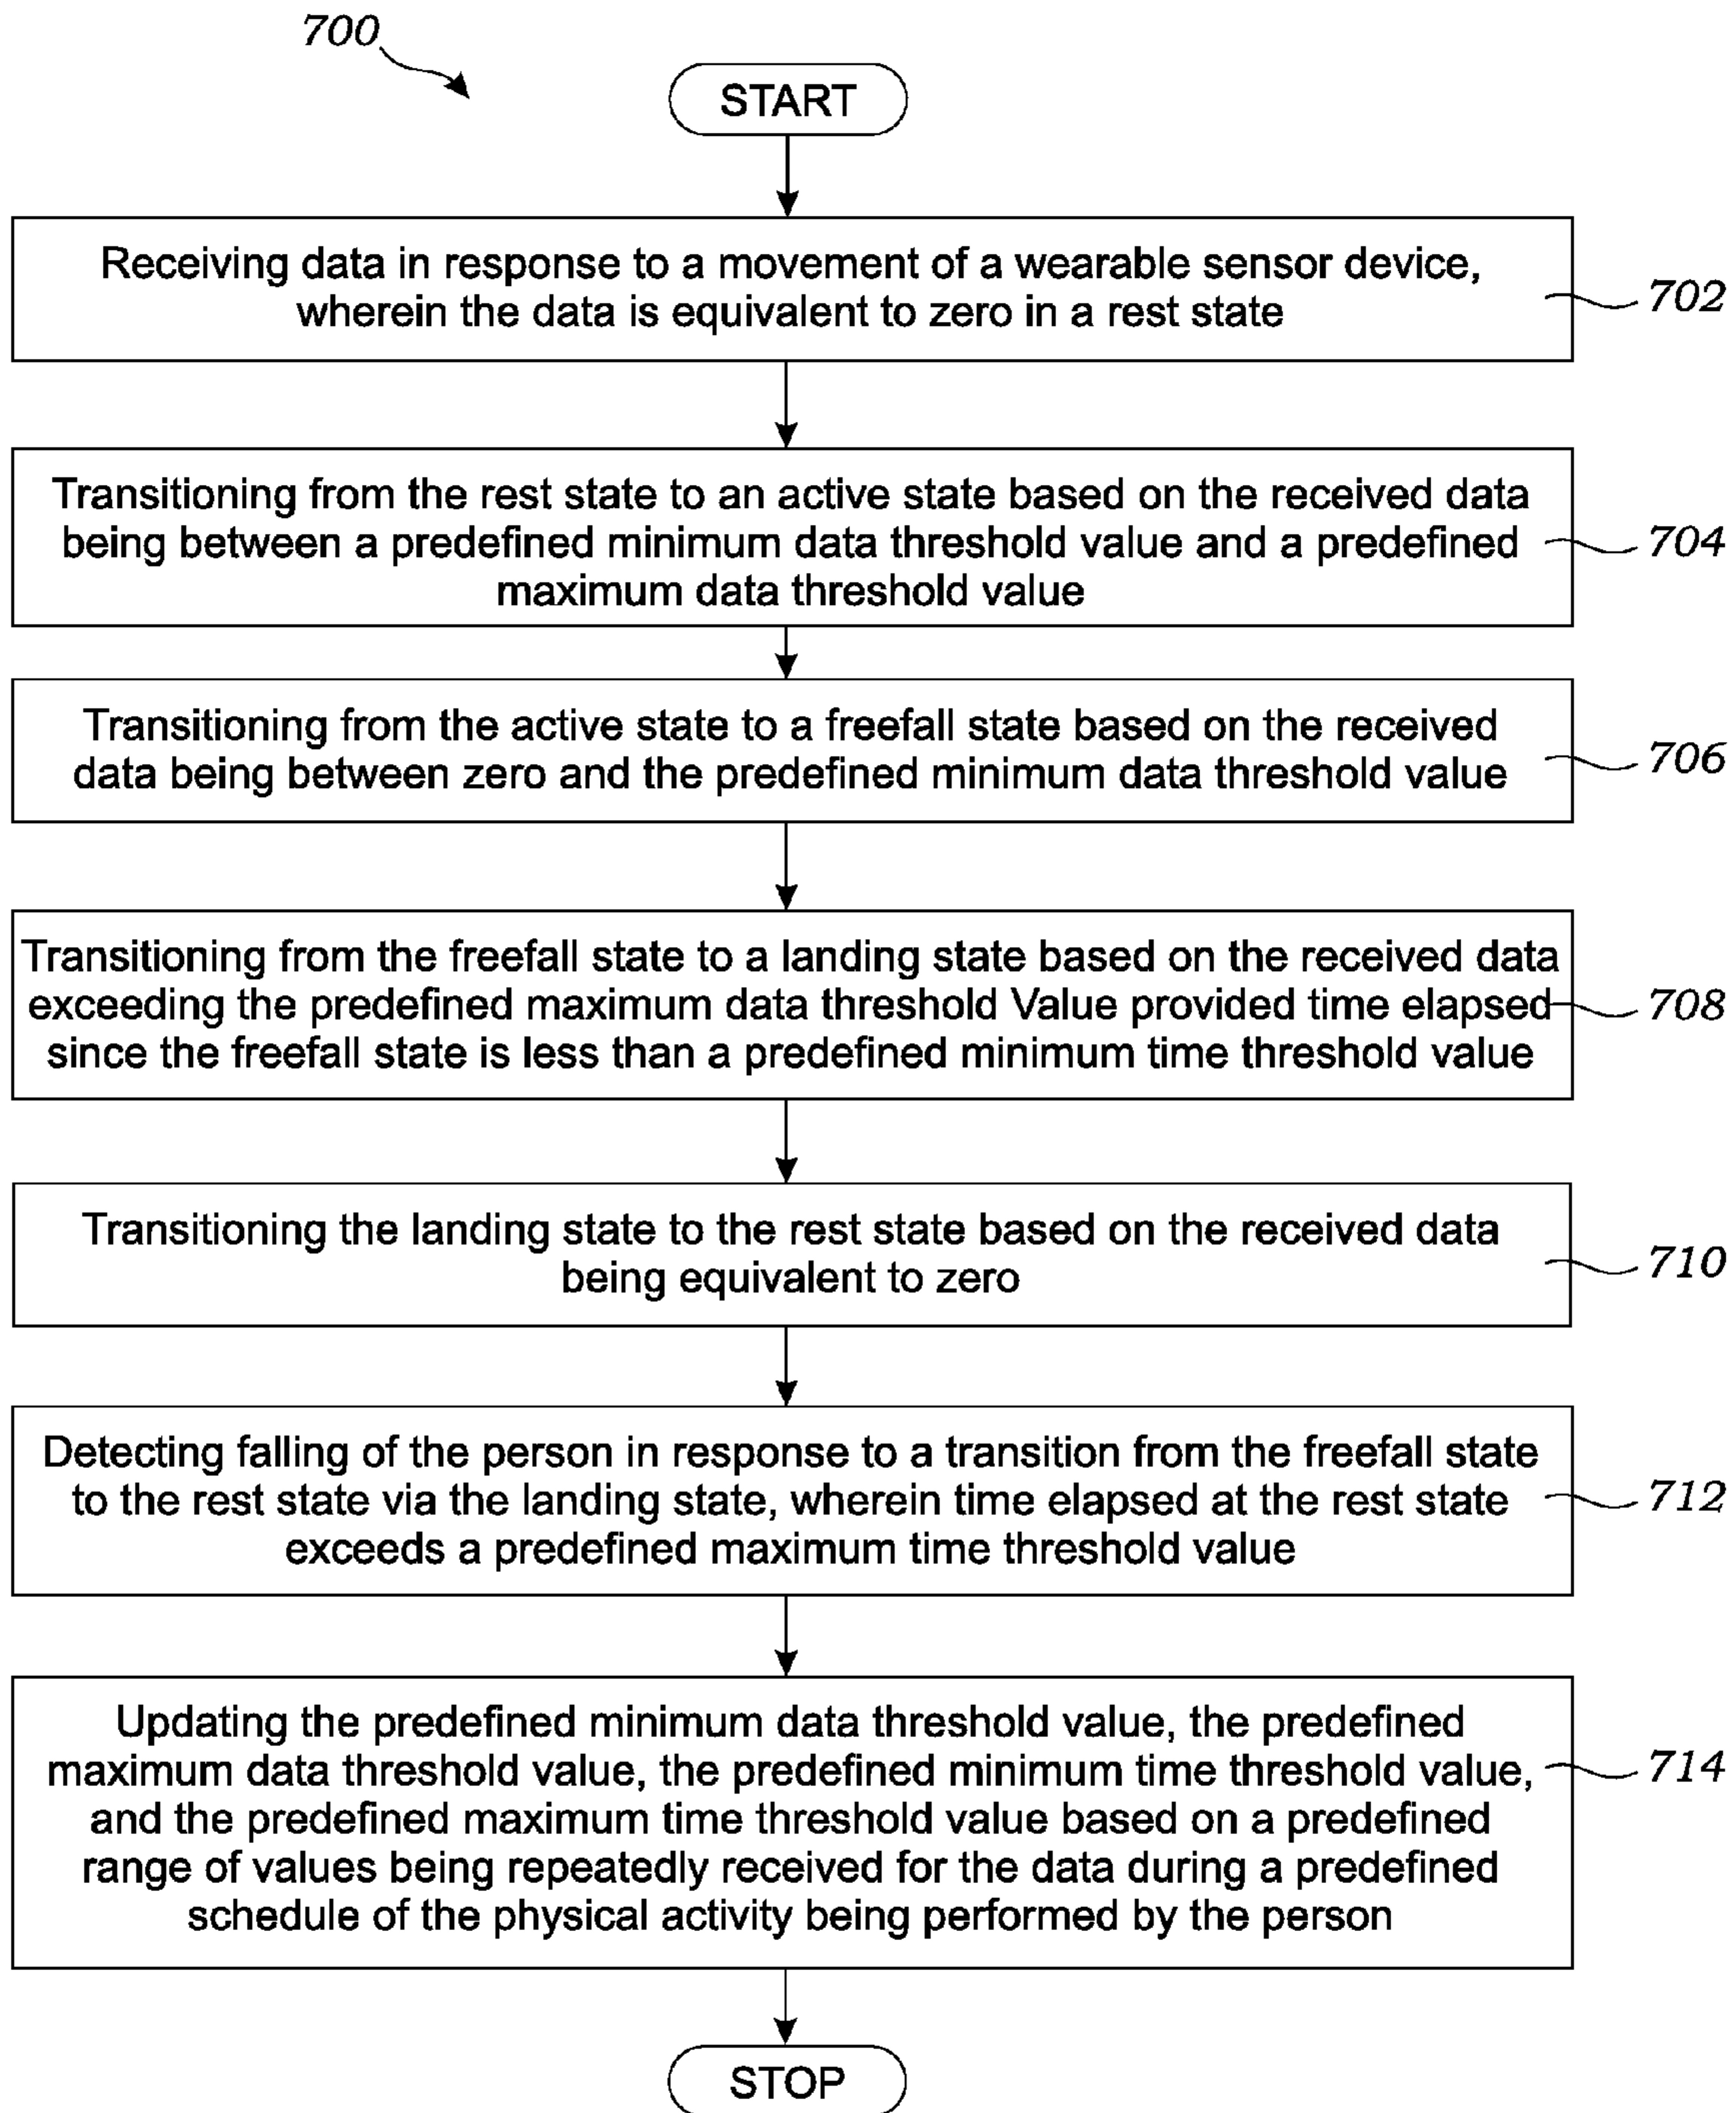 700
START
Receiving data in response to a movement of a wearable sensor device,
wherein the data is equivalent to zero in a rest state
702
Transitioning from the rest state to an active state based on the received data
being between a predefined minimum data threshold value and a predefined
maximum data threshold value
704
Transitioning from the active state to a freefall state based on the received
data being between zero and the predefined minimum data threshold value
706
Transitioning from the freefall state to a landing state based on the received data
exceeding the predefined maximum data threshold Value provided time elapsed
since the freefall state is less than a predefined minimum time threshold value
708
Transitioning the landing state to the rest state based on the received data
being equivalent to zero
710
Detecting falling of the person in response to a transition from the freefall state
to the rest state via the landing state, wherein time elapsed at the rest state
exceeds a predefined maximum time threshold value
712
Updating the predefined minimum data threshold value, the predefined
maximum data threshold value, the predefined minimum time threshold value,
and the predefined maximum time threshold value based on a predefined
range of values being repeatedly received for the data during a predefined
schedule of the physical activity being performed by the person
714
STOP